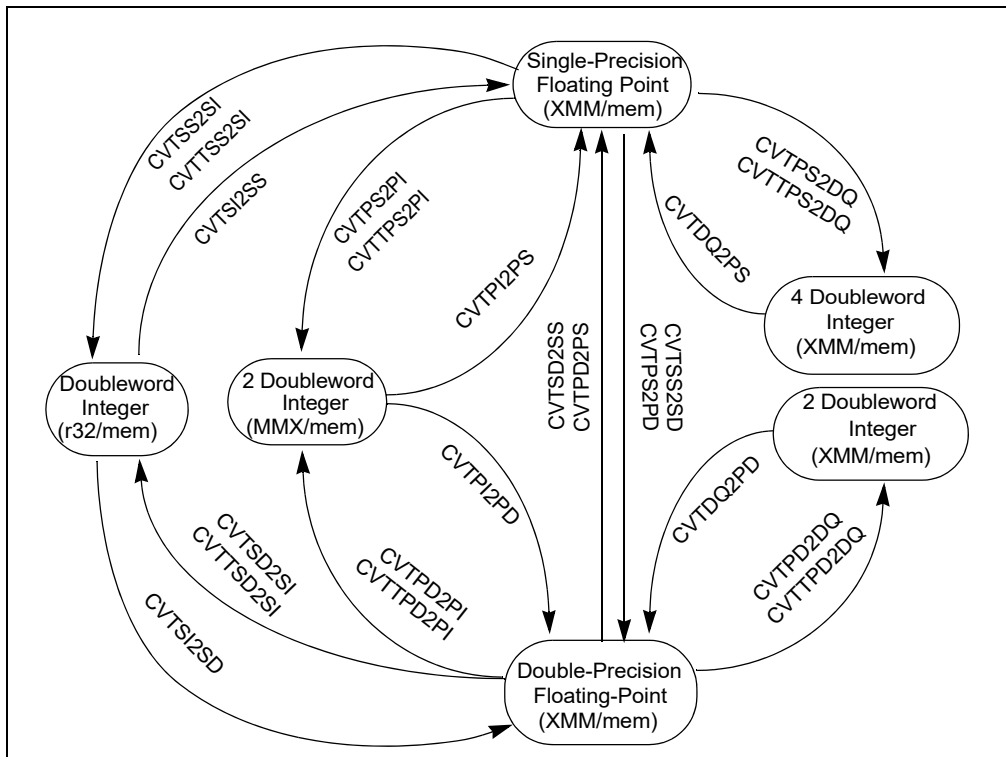 Single-Precision
Floating Point
(XMM/mem)
CVTSS2SI
CVTTSS2SI
CVTSI2SS
CVTPS2PI
CVTTPS2PI
CVTPI2PS
CVTPS2DQ
CVTTPS2DQ
CVTDQ2PS
4 Doubleword
Integer
(XMM/mem)
Doubleword
Integer
(r32/mem)
2 Doubleword
Integer
(MMX/mem)
CVTSD2SS
CVTPD2PS
CVTSS2SD
CVTPS2PD
2 Doubleword
Integer
(XMM/mem)
CVTPI2PD
CVTDQ2PD
CVTSD2SI
CVTTSD2SI
CVTPD2PI
CVTTPD2PI
CVTPD2DQ
CVTTPD2DQ
CVTSI2SD
Double-Precision
Floating-Point
(XMM/mem)